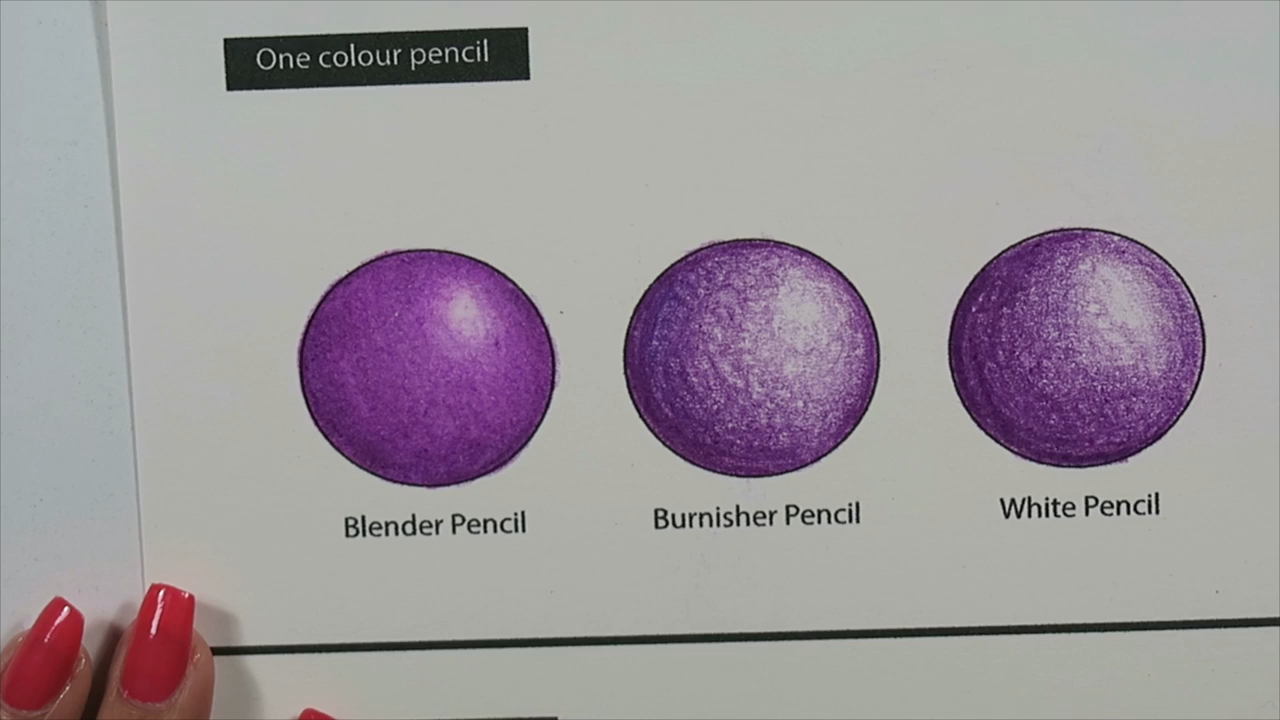 One colour pencil
Blender Pencil
Burnisher Pencil
White Pencil